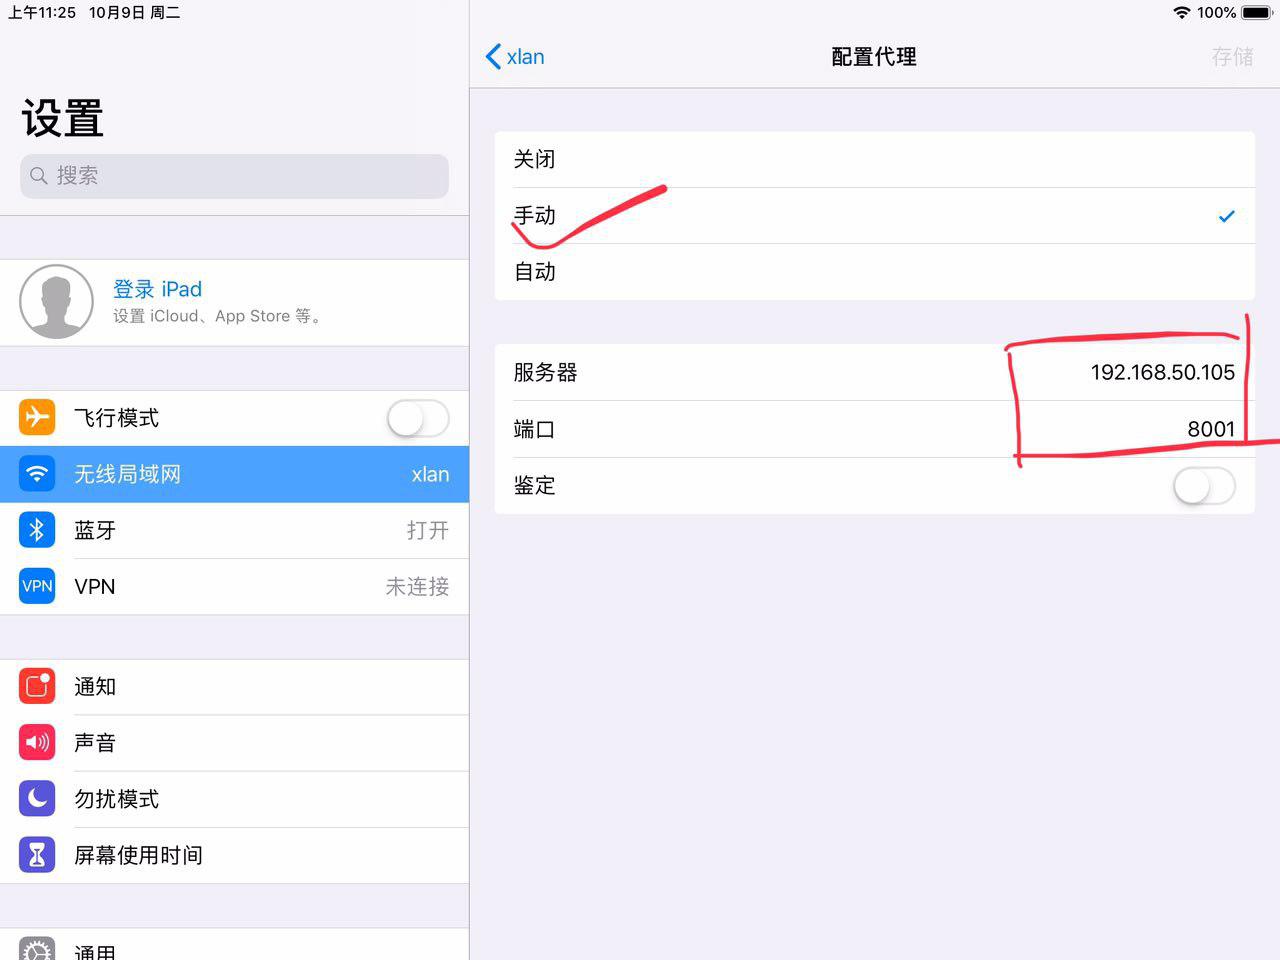 上午11:25 10月9日 周二
100%
设置
搜索
登录 iPad
设置 iCloud、App Store 等。
飞行模式
无线局域网 xlan
蓝牙 打开
VPN VPN 未连接
通知
声音
勿扰模式
屏幕使用时间
通用
xlan 配置代理 存储
关闭
手动
自动
服务器 192.168.50.105
端口 8001
鉴定